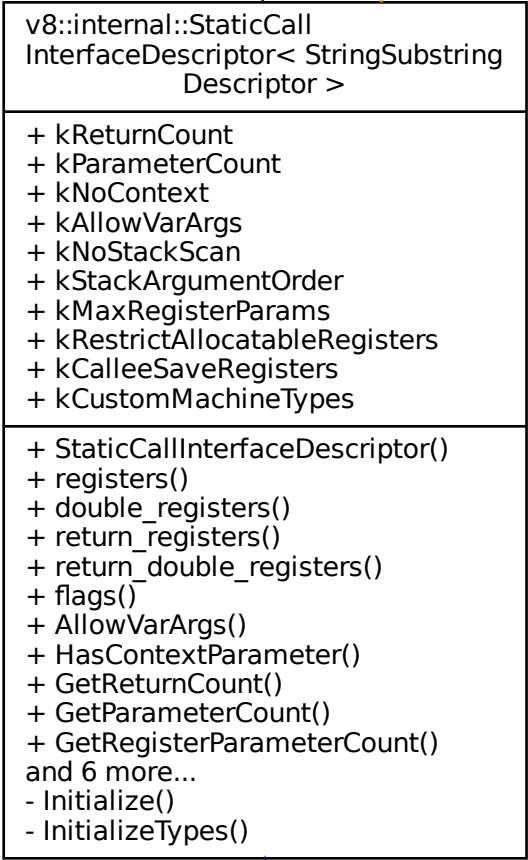 v8::internal::StaticCall
InterfaceDescriptor< StringSubstring
Descriptor >
+ kReturnCount
+ kParameterCount
+ kNoContext
+ kAllowVarArgs
+ kNoStackScan
+ kStackArgumentOrder
+ kMaxRegisterParams
+ kRestrictAllocatableRegisters
+ kCalleeSaveRegisters
+ kCustomMachineTypes
+ StaticCallInterfaceDescriptor()
+ registers()
+ double_registers()
+ return_registers()
+ return_double_registers()
+ flags()
+ AllowVarArgs()
+ HasContextParameter()
+ GetReturnCount()
+ GetParameterCount()
+ GetRegisterParameterCount()
and 6 more...
- Initialize()
- InitializeTypes()